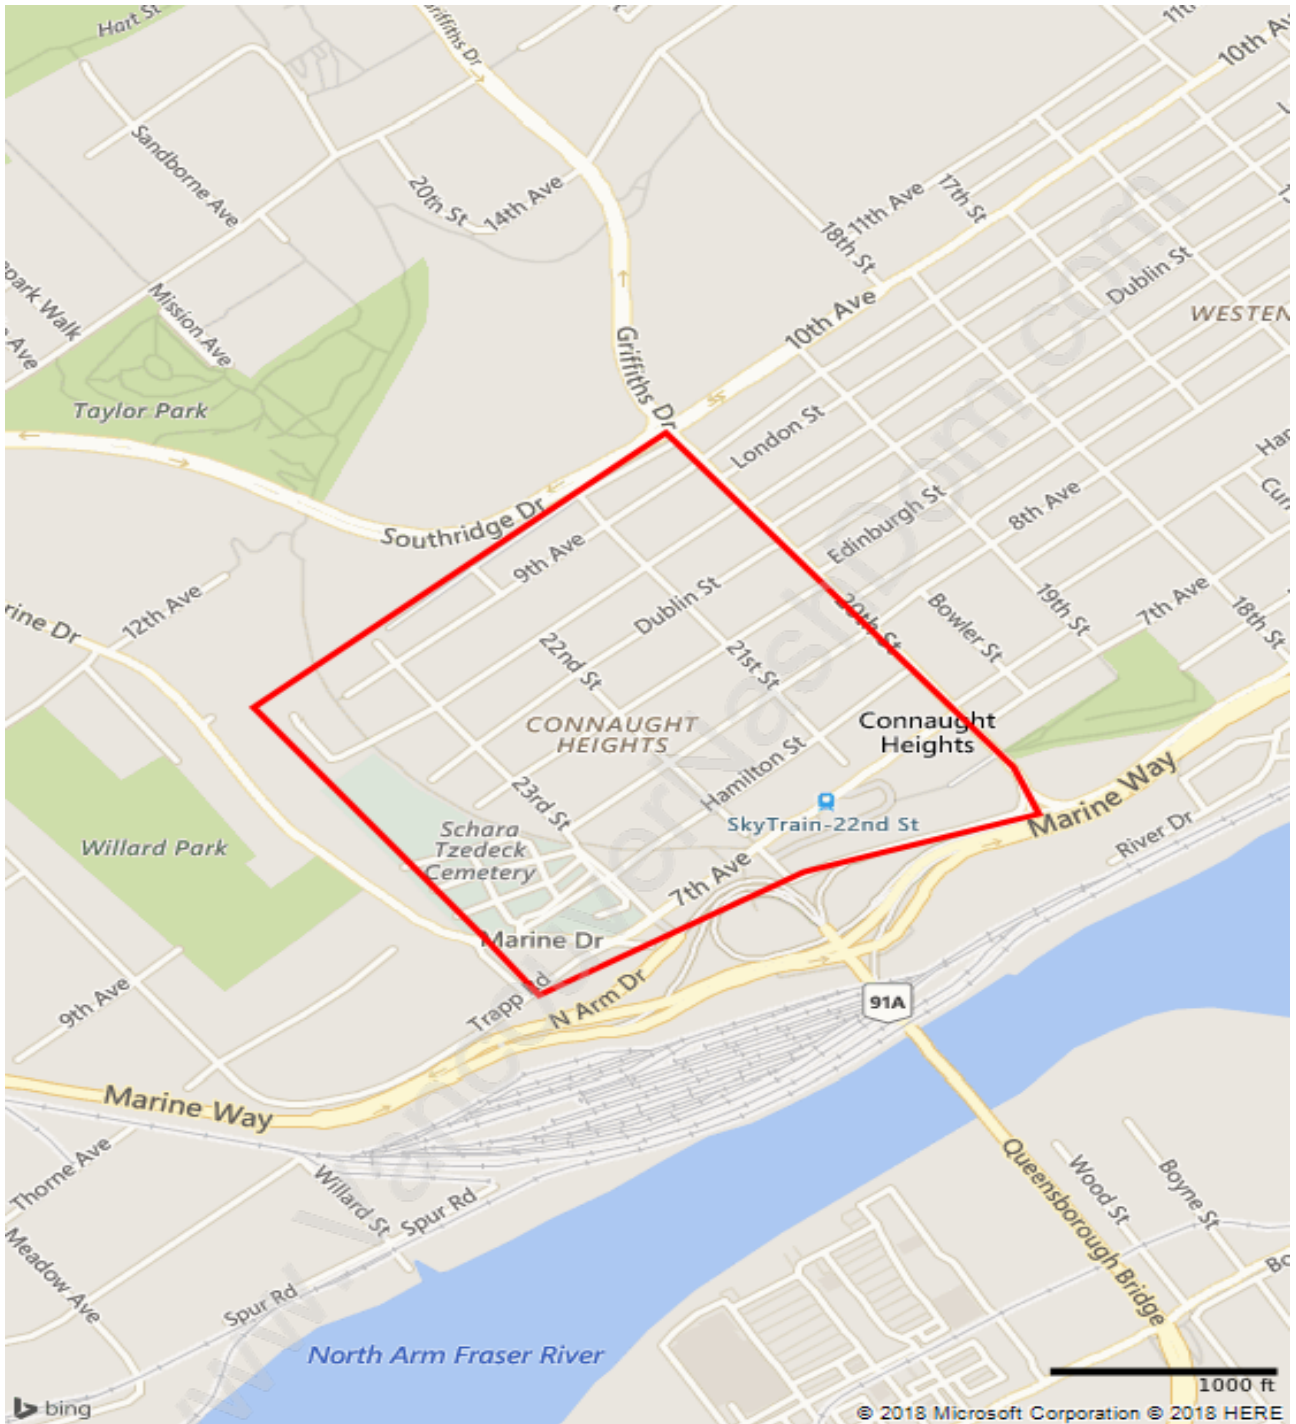 Hart St
Griffiths Dr
11th
10th Ave
Sandborne Ave
20th St
14th Ave
17th St
11th Ave
18th St
Dublin St
Mission Ave
10th Ave
WESTEN
Griffiths Dr
Taylor Park
London St
Southridge Dr
9th Ave
Edinburgh St
8th Ave
12th Ave
rine Dr
Dublin St
20th St
Bowler St
19th St
7th Ave
18th St
22nd St
21st St
CONNAUGHT
HEIGHTS
Connaught
Heights
Hamilton St
23rd St
SkyTrain-22nd St
Marine Way
River Dr
Schara
Tzedeck
Cemetery
Willard Park
7th Ave
Marine Dr
Trapp Rd
N Arm Dr
9th Ave
91A
Marine Way
Thorne Ave
Willard St
Spur Rd
Queensborough Bridge
Wood St
Boyne St
Meadow Ave
Spur Rd
North Arm Fraser River
1000 ft
bing
© 2018 Microsoft Corporation © 2018 HERE